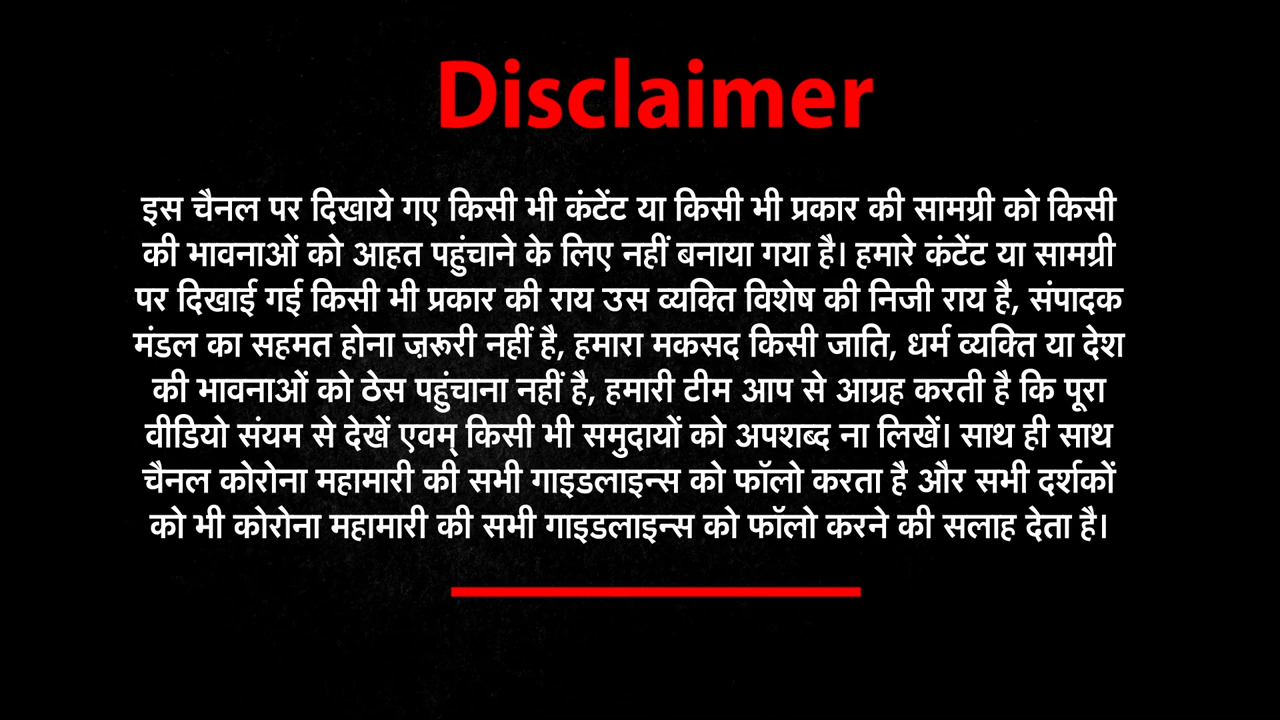 Disclaimer
इस चैनल पर दिखाये गए किसी भी कंटेंट या किसी भी प्रकार की सामग्री को किसी
की भावनाओं को आहत पहुंचाने के लिए नहीं बनाया गया है। हमारे कंटेंट या सामग्री
पर दिखाई गई किसी भी प्रकार की राय उस व्यक्ति विशेष की निजी राय है, संपादक
मंडल का सहमत होना ज़रूरी नहीं है, हमारा मकसद किसी जाति, धर्म व्यक्ति या देश
की भावनाओं को ठेस पहुंचाना नहीं है, हमारी टीम आप से आग्रह करती है कि पूरा
वीडियो संयम से देखें एवम् किसी भी समुदायों को अपशब्द ना लिखें। साथ ही साथ
चैनल कोरोना महामारी की सभी गाइडलाइन्स को फॉलो करता है और सभी दर्शकों
को भी कोरोना महामारी की सभी गाइडलाइन्स को फॉलो करने की सलाह देता है।